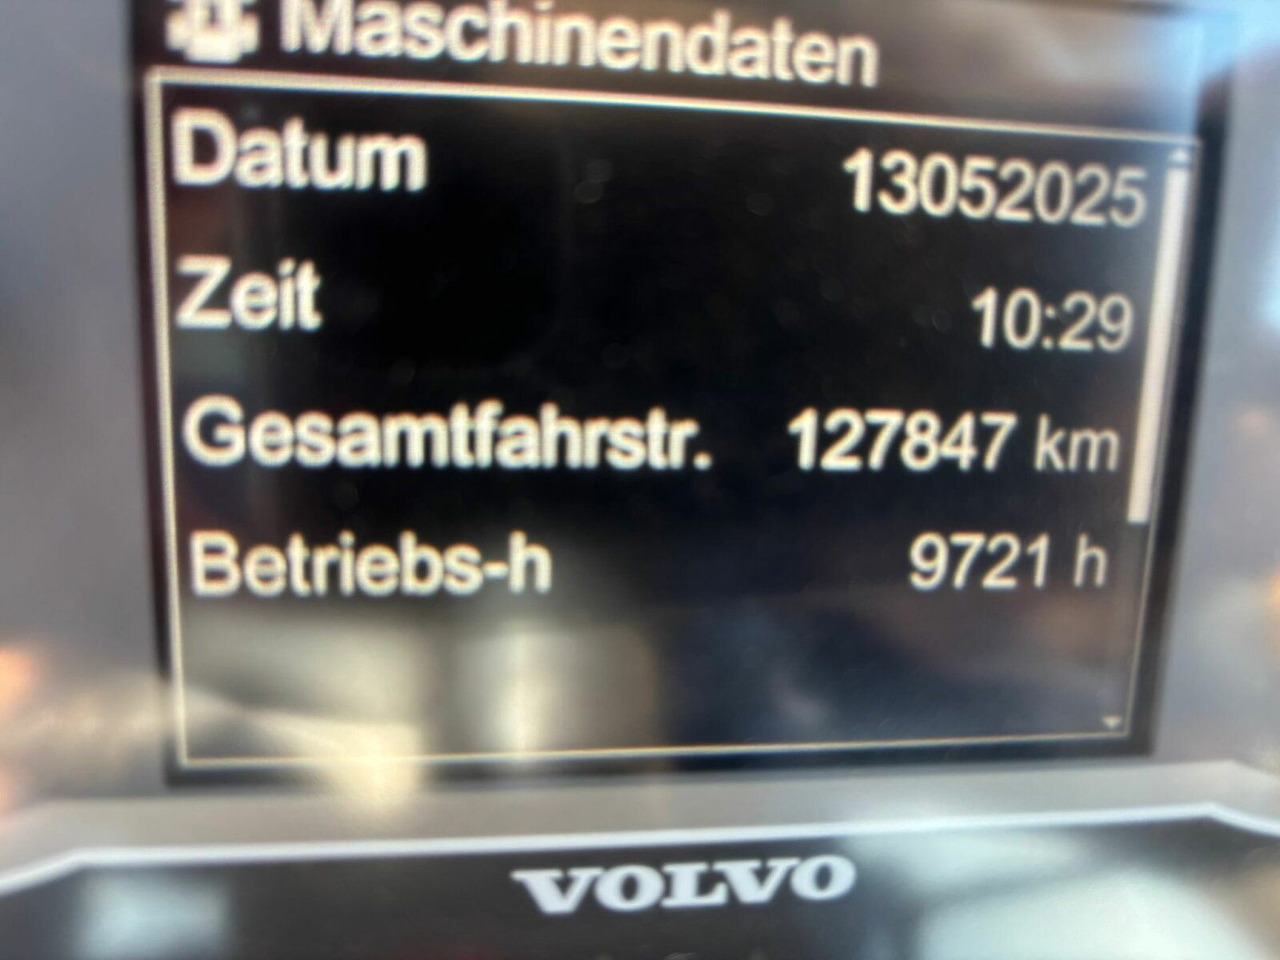 Maschinendaten
Datum 13052025
Zeit 10:29
Gesamtfahrstr. 127847 km
Betriebs-h 9721 h
VOLVO